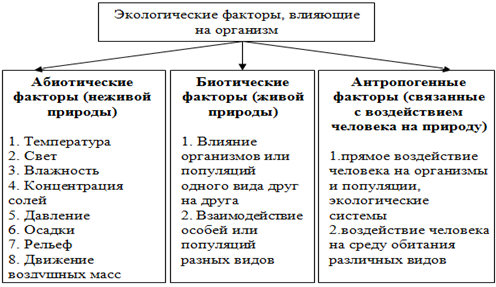 Экологические факторы, влияющие
на организм
Абиотические
факторы (неживой
природы)
1. Температура
2. Свет
3. Влажность
4. Концентрация
солей
5. Давление
6. Осадки
7. Рельеф
8. Движение
воздушных масс
Биотические
факторы (живой
природы)
1. Влияние
организмов или
популяций
одного вида друг
на друга
2. Взаимодействие
особей или
популяций
разных видов
Антропогенные
факторы (связанные
с воздействием
человека на природу)
1.прямое воздействие
человека на организмы
и популяции,
экологические
системы
2.воздействие человека
на среду обитания
различных видов